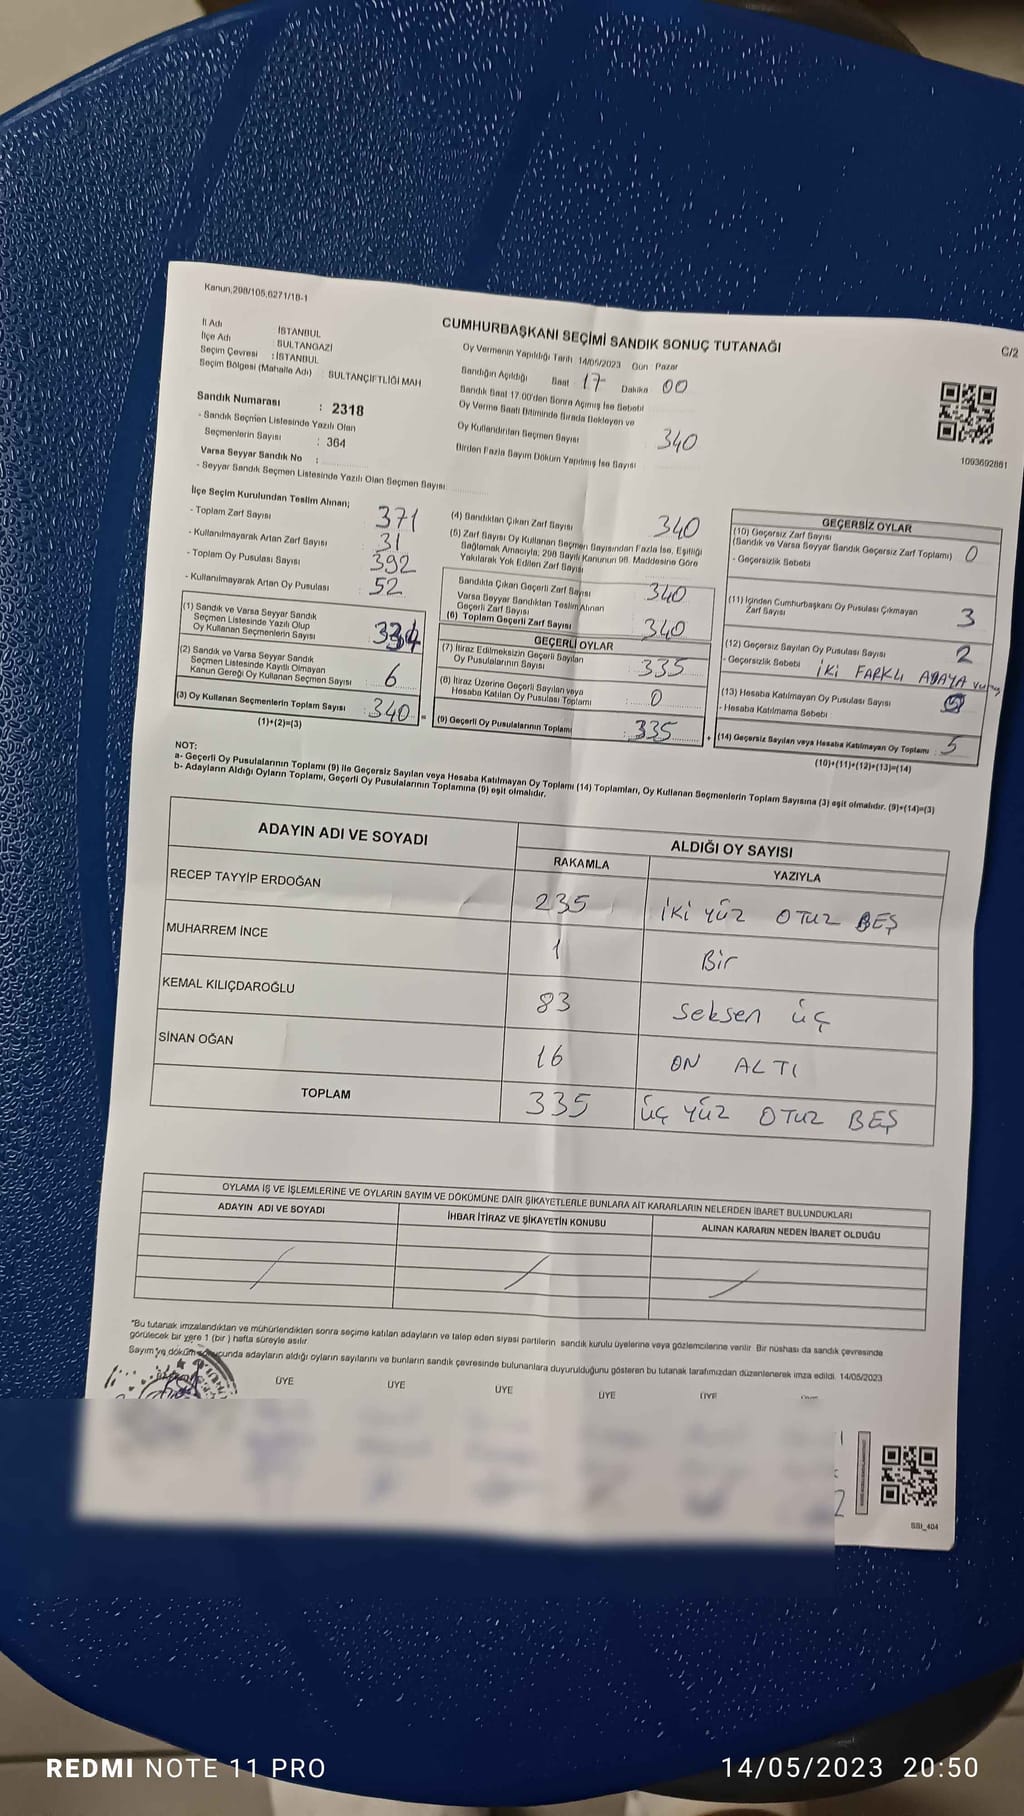 Kanun,298/105,6271/18-1
CUMHURBAŞKANI SEÇİMİ SANDIK SONUÇ TUTANAĞI
C/2
İl Adı : İSTANBUL
İlçe Adı : SULTANGAZİ
Seçim Çevresi : İSTANBUL
Seçim Bölgesi (Mahalle Adı) : SULTANÇİFTLİĞİ MAH
Sandık Numarası : 2318
- Sandık Seçmen Listesinde Yazılı Olan
Seçmenlerin Sayısı : 364
Varsa Seyyar Sandık No :
- Seyyar Sandık Seçmen Listesinde Yazılı Olan Seçmen Sayısı:
Oy Vermenin Yapıldığı Tarih 14/05/2023 Gün Pazar
Sandığın Açıldığı Saat 17 Dakika 00
Sandık Saat 17.00'den Sonra Açılmış İse Sebebi
Oy Verme Saati Bitiminde Sırada Bekleyen ve
Oy Kullandırılan Seçmen Sayısı 340
Birden Fazla Sayım Döküm Yapılmış İse Sayısı
1093692861
İlçe Seçim Kurulundan Teslim Alınan;
- Toplam Zarf Sayısı 371
- Kullanılmayarak Artan Zarf Sayısı 31
- Toplam Oy Pusulası Sayısı 392
- Kullanılmayarak Artan Oy Pusulası 52
(1) Sandık ve Varsa Seyyar Sandık
Seçmen Listesinde Yazılı Olup
Oy Kullanan Seçmenlerin Sayısı 334
(2) Sandık ve Varsa Seyyar Sandık
Seçmen Listesinde Kayıtlı Olmayan
Kanun Gereği Oy Kullanan Seçmen Sayısı 6
(3) Oy Kullanan Seçmenlerin Toplam Sayısı : 340 =
(1)+(2)=(3)
(4) Sandıktan Çıkan Zarf Sayısı 340
(5) Zarf Sayısı Oy Kullanan Seçmen Sayısından Fazla İse, Eşitliği
Sağlamak Amacıyla; 298 Sayılı Kanunun 98. Maddesine Göre
Yakılarak Yok Edilen Zarf Sayısı
Sandıkta Çıkan Geçerli Zarf Sayısı 340
Varsa Seyyar Sandıktan Teslim Alınan
Geçerli Zarf Sayısı
(6) Toplam Geçerli Zarf Sayısı 340
GEÇERLİ OYLAR
(7) İtiraz Edilmeksizin Geçerli Sayılan
Oy Pusulalarının Sayısı : 335
(8) İtiraz Üzerine Geçerli Sayılan veya
Hesaba Katılan Oy Pusulası Toplamı : 0
(9) Geçerli Oy Pusulalarının Toplamı : 335 +
GEÇERSİZ OYLAR
(10) Geçersiz Zarf Sayısı
(Sandık ve Varsa Seyyar Sandık Geçersiz Zarf Toplamı) 0
- Geçersizlik Sebebi
(11) İçinden Cumhurbaşkanı Oy Pusulası Çıkmayan
Zarf Sayısı 3
(12) Geçersiz Sayılan Oy Pusulası Sayısı 2
- Geçersizlik Sebebi İKİ FARKLI ADAYA
(13) Hesaba Katılmayan Oy Pusulası Sayısı
- Hesaba Katılmama Sebebi :
(14) Geçersiz Sayılan veya Hesaba Katılmayan Oy Toplamı : 5
(10)+(11)+(12)+(13)=(14)
NOT:
a- Geçerli Oy Pusulalarının Toplamı (9) ile Geçersiz Sayılan veya Hesaba Katılmayan Oy Toplamı (14) Toplamları, Oy Kullanan Seçmenlerin Toplam Sayısına (3) eşit olmalıdır. (9)+(14)=(3)
b- Adayların Aldığı Oyların Toplamı, Geçerli Oy Pusulalarının Toplamına (9) eşit olmalıdır.
ADAYIN ADI VE SOYADI
ALDIĞI OY SAYISI
RAKAMLA YAZIYLA
RECEP TAYYİP ERDOĞAN 235 İKİ YÜZ OTUZ BEŞ
MUHARREM İNCE 1 Bir
KEMAL KILIÇDAROĞLU 83 Seksen üç
SİNAN OĞAN 16 ON ALTI
TOPLAM 335 ÜÇ YÜZ OTUZ BEŞ
OYLAMA İŞ VE İŞLEMLERİNE VE OYLARIN SAYIM VE DÖKÜMÜNE DAİR ŞİKAYETLERLE BUNLARA AİT KARARLARIN NELERDEN İBARET BULUNDUKLARI
ADAYIN ADI VE SOYADI
İHBAR İTİRAZ VE ŞİKAYETİN KONUSU
ALINAN KARARIN NEDEN İBARET OLDUĞU
*Bu tutanak imzalandıktan ve mühürlendikten sonra seçime katılan adayların ve talep eden siyasi partilerin sandık kurulu üyelerine veya gözlemcilerine verilir. Bir nüshası da sandık çevresinde
görülecek bir yere 1 (bir) hafta süreyle asılır.
Sayım ve döküm sonucunda adayların aldığı oyların sayılarını ve bunların sandık çevresinde bulunanlara duyurulduğunu gösteren bu tutanak tarafımızdan düzenlenerek imza edildi. 14/05/2023
ÜYE ÜYE ÜYE ÜYE ÜYE
SSI_404
REDMI NOTE 11 PRO
14/05/2023 20:50